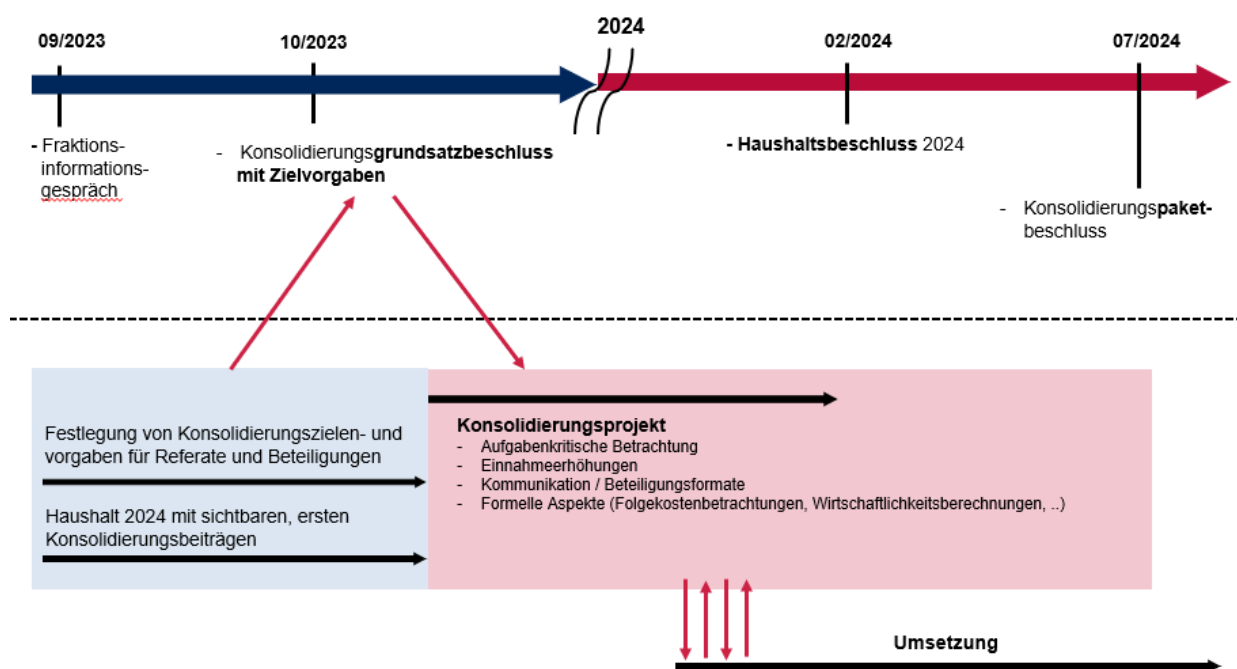 2024
09/2023
10/2023
02/2024
07/2024
- Fraktions-
informations-
gespräch
- Konsolidierungsgrundsatzbeschluss
mit Zielvorgaben
- Haushaltsbeschluss 2024
- Konsolidierungspaket-
beschluss
Festlegung von Konsolidierungszielen- und
vorgaben für Referate und Beteiligungen
Haushalt 2024 mit sichtbaren, ersten
Konsolidierungsbeiträgen
Konsolidierungsprojekt
- Aufgabenkritische Betrachtung
- Einnahmeerhöhungen
- Kommunikation / Beteiligungsformate
- Formelle Aspekte (Folgekostenbetrachtungen, Wirtschaftlichkeitsberechnungen, ..)
Umsetzung